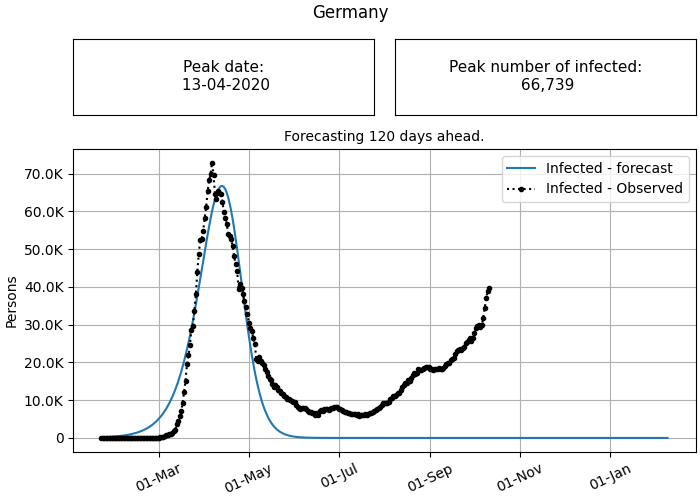 Germany
Peak date:
13-04-2020
Peak number of infected:
66,739
Forecasting 120 days ahead.
Infected - forecast
Infected - Observed
70.0K
60.0K
50.0K
40.0K
30.0K
20.0K
10.0K
0
Persons
01-Mar
01-May
01-Jul
01-Sep
01-Nov
01-Jan